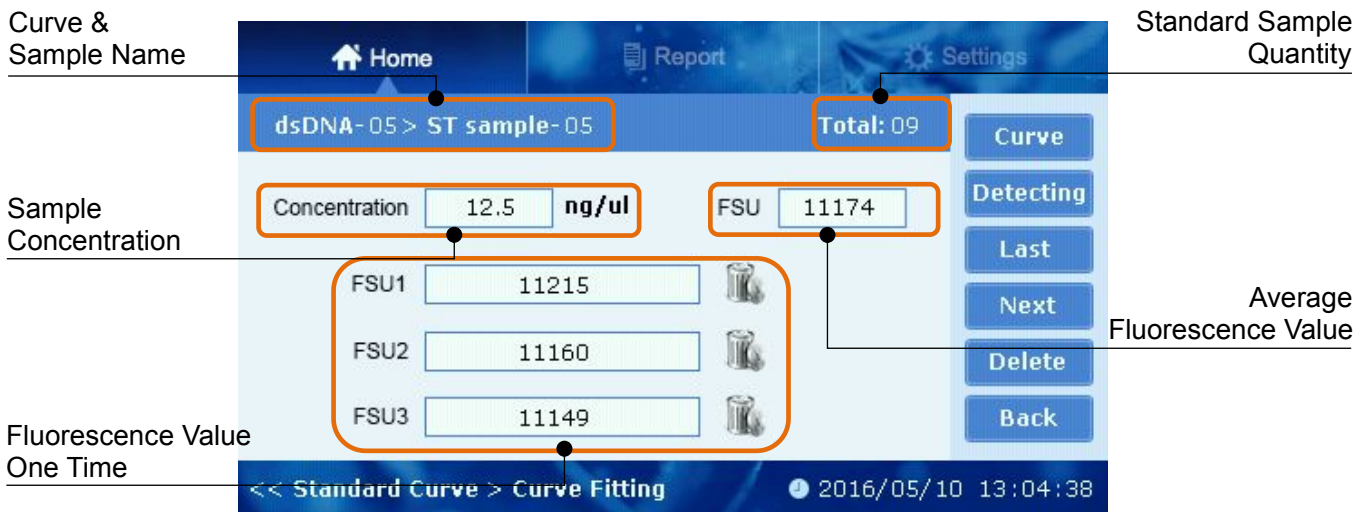 Curve &
Sample Name
Standard Sample
Quantity
Home
Report
Settings
dsDNA-05> ST sample-05
Total: 09
Curve
Sample
Concentration
Concentration 12.5 ng/ul
FSU 11174
Detecting
Last
FSU1 11215
Next
Average
Fluorescence Value
FSU2 11160
Delete
FSU3 11149
Back
Fluorescence Value
One Time
<< Standard Curve > Curve Fitting
2016/05/10 13:04:38